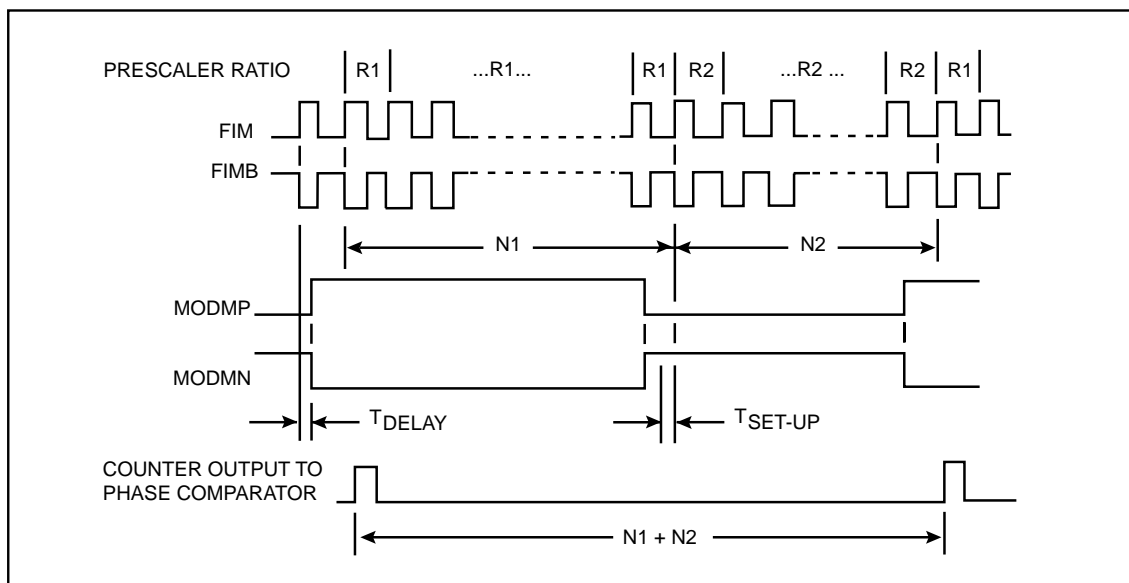 PRESCALER RATIO R1 ...R1... R1 R2 ...R2 ... R2 R1
FIM
FIMB
N1 N2
MODMP
MODMN
TDELAY TSET-UP
COUNTER OUTPUT TO
PHASE COMPARATOR
N1 + N2